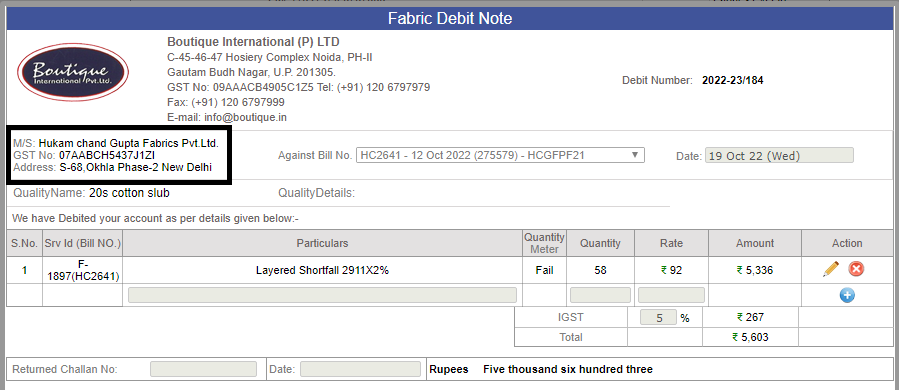 Fabric Debit Note
Boutique
International Pvt.Ltd.
Boutique International (P) LTD
C-45-46-47 Hosiery Complex Noida, PH-II
Gautam Budh Nagar, U.P. 201305.
GST No: 09AAACB4905C1Z5 Tel: (+91) 120 6797979
Fax: (+91) 120 6797999
E-mail: info@boutique.in
Debit Number: 2022-23/184
M/S: Hukam chand Gupta Fabrics Pvt.Ltd.
GST No: 07AABCH5437J1ZI
Address: S-68,Okhla Phase-2 New Delhi
Against Bill No. HC2641 - 12 Oct 2022 (275579) - HCGFPF21
Date: 19 Oct 22 (Wed)
QualityName: 20s cotton slub QualityDetails:
We have Debited your account as per details given below:-
S.No. Srv Id (Bill NO.) Particulars Quantity Meter Quantity Rate Amount Action
1 F-1897(HC2641) Layered Shortfall 2911X2% Fail 58 ₹ 92 ₹ 5,336
IGST 5 % ₹ 267
Total ₹ 5,603
Returned Challan No: Date: Rupees Five thousand six hundred three